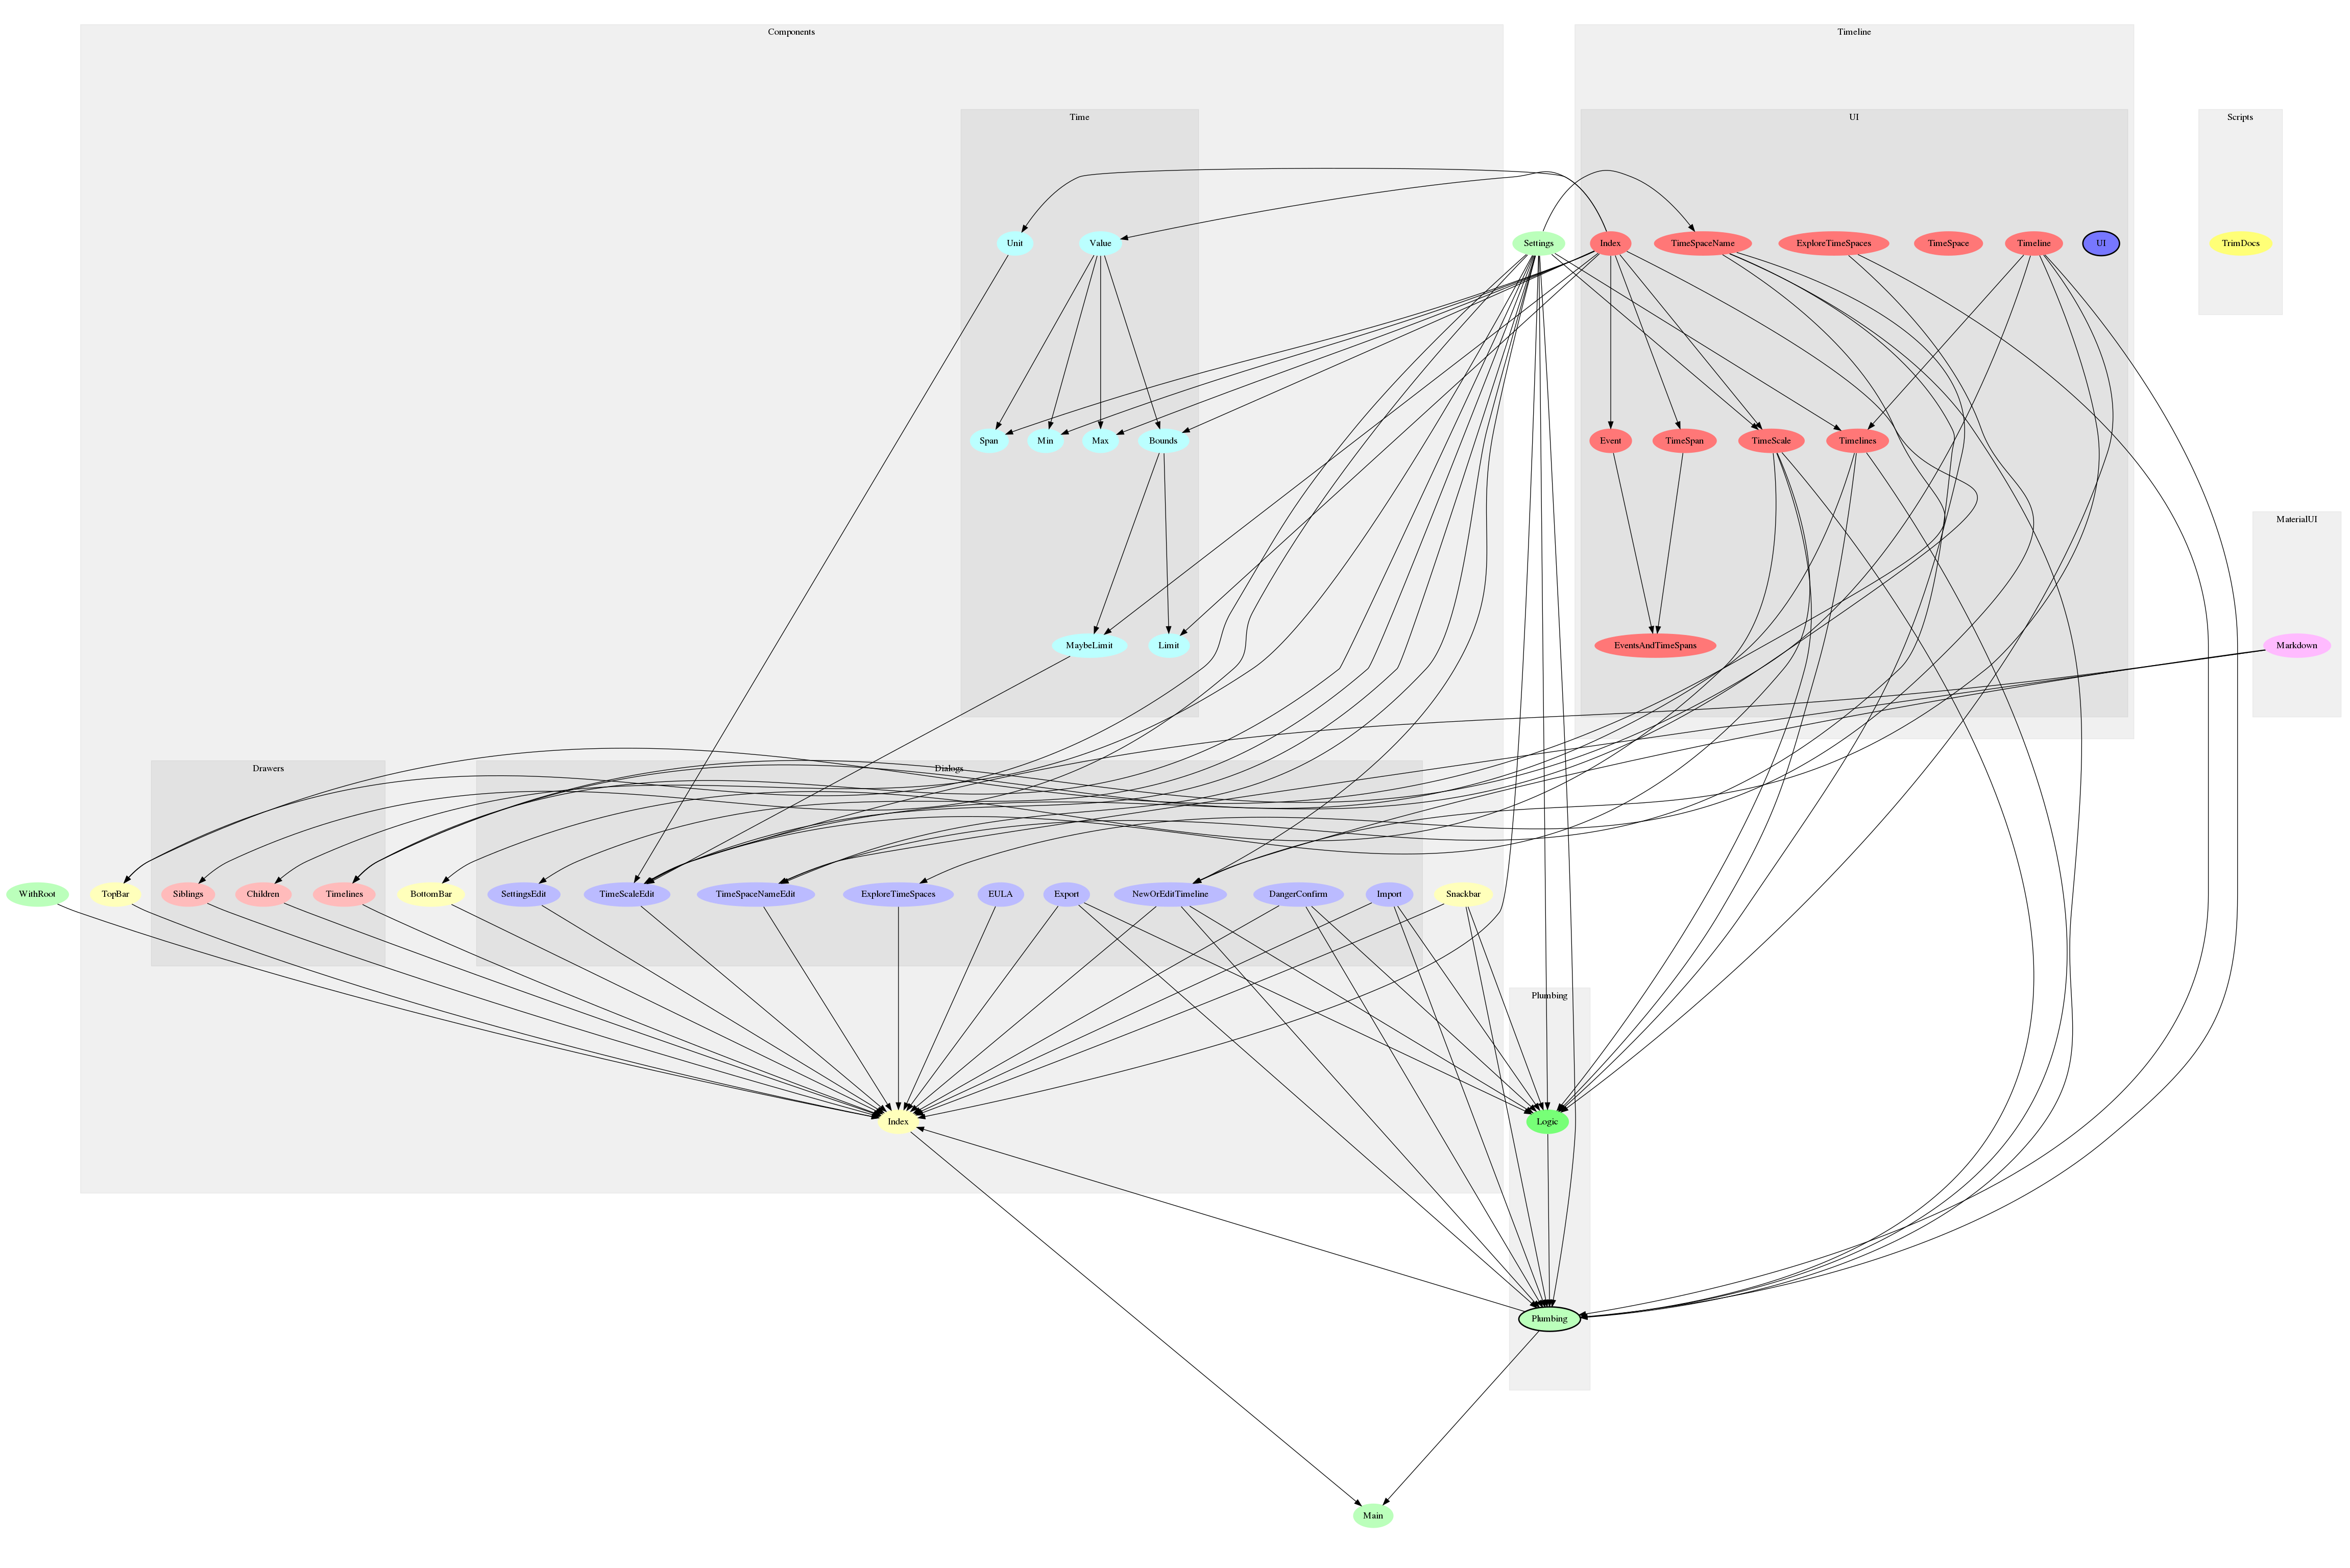 Components
Timeline
Time
UI
Scripts
Unit
Value
Settings
Index
TimeSpaceName
ExploreTimeSpaces
TimeSpace
Timeline
UI
TrimDocs
Span
Min
Max
Bounds
Event
TimeSpan
TimeScale
Timelines
MaterialUI
MaybeLimit
Limit
EventsAndTimeSpans
Markdown
Drawers
Dialogs
WithRoot
TopBar
Siblings
Children
Timelines
BottomBar
SettingsEdit
TimeScaleEdit
TimeSpaceNameEdit
ExploreTimeSpaces
EULA
Export
NewOrEditTimeline
DangerConfirm
Import
Snackbar
Plumbing
Index
Logic
Plumbing
Main